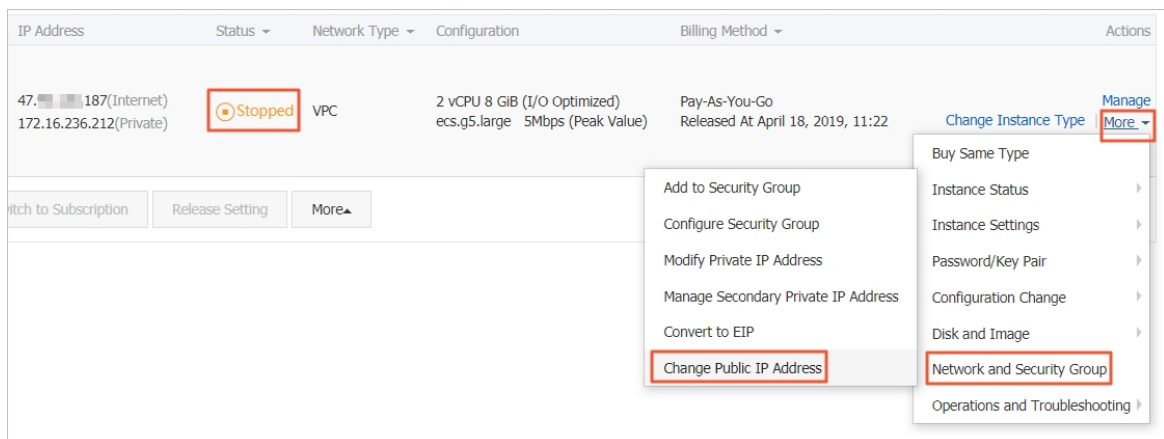 IP Address Status Network Type Configuration Billing Method Actions
47. 187(Internet)
172.16.236.212(Private)
Stopped
VPC
2 vCPU 8 GiB (I/O Optimized)
ecs.g5.large 5Mbps (Peak Value)
Pay-As-You-Go
Released At April 18, 2019, 11:22
Manage
Change Instance Type | More
itch to Subscription
Release Setting
More
Buy Same Type
Instance Status
Instance Settings
Password/Key Pair
Configuration Change
Disk and Image
Network and Security Group
Operations and Troubleshooting
Add to Security Group
Configure Security Group
Modify Private IP Address
Manage Secondary Private IP Address
Convert to EIP
Change Public IP Address